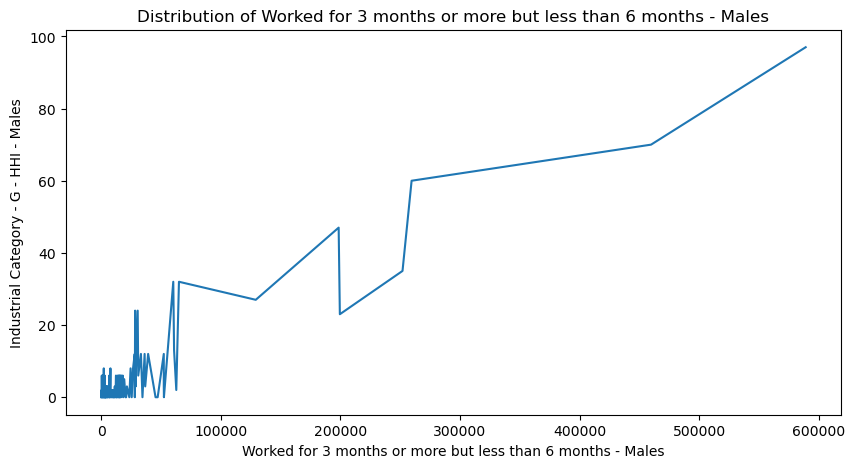 Distribution of Worked for 3 months or more but less than 6 months - Males
100
80
60
40
20
0
Industrial Category - G - HHI - Males
0 100000 200000 300000 400000 500000 600000
Worked for 3 months or more but less than 6 months - Males